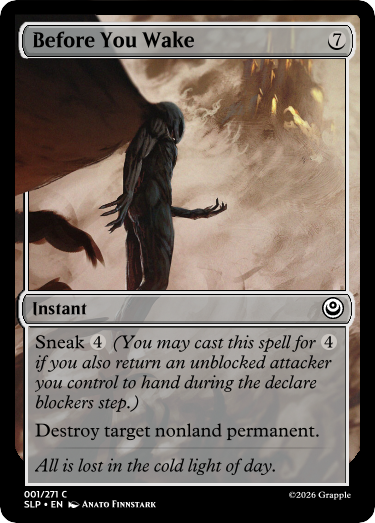 Before You Wake 7
Instant
Sneak 4 (You may cast this spell for 4
if you also return an unblocked attacker
you control to hand during the declare
blockers step.)
Destroy target nonland permanent.
All is lost in the cold light of day.
001/271 C
SLP • EN Anato Finnstark
©2026 Grapple